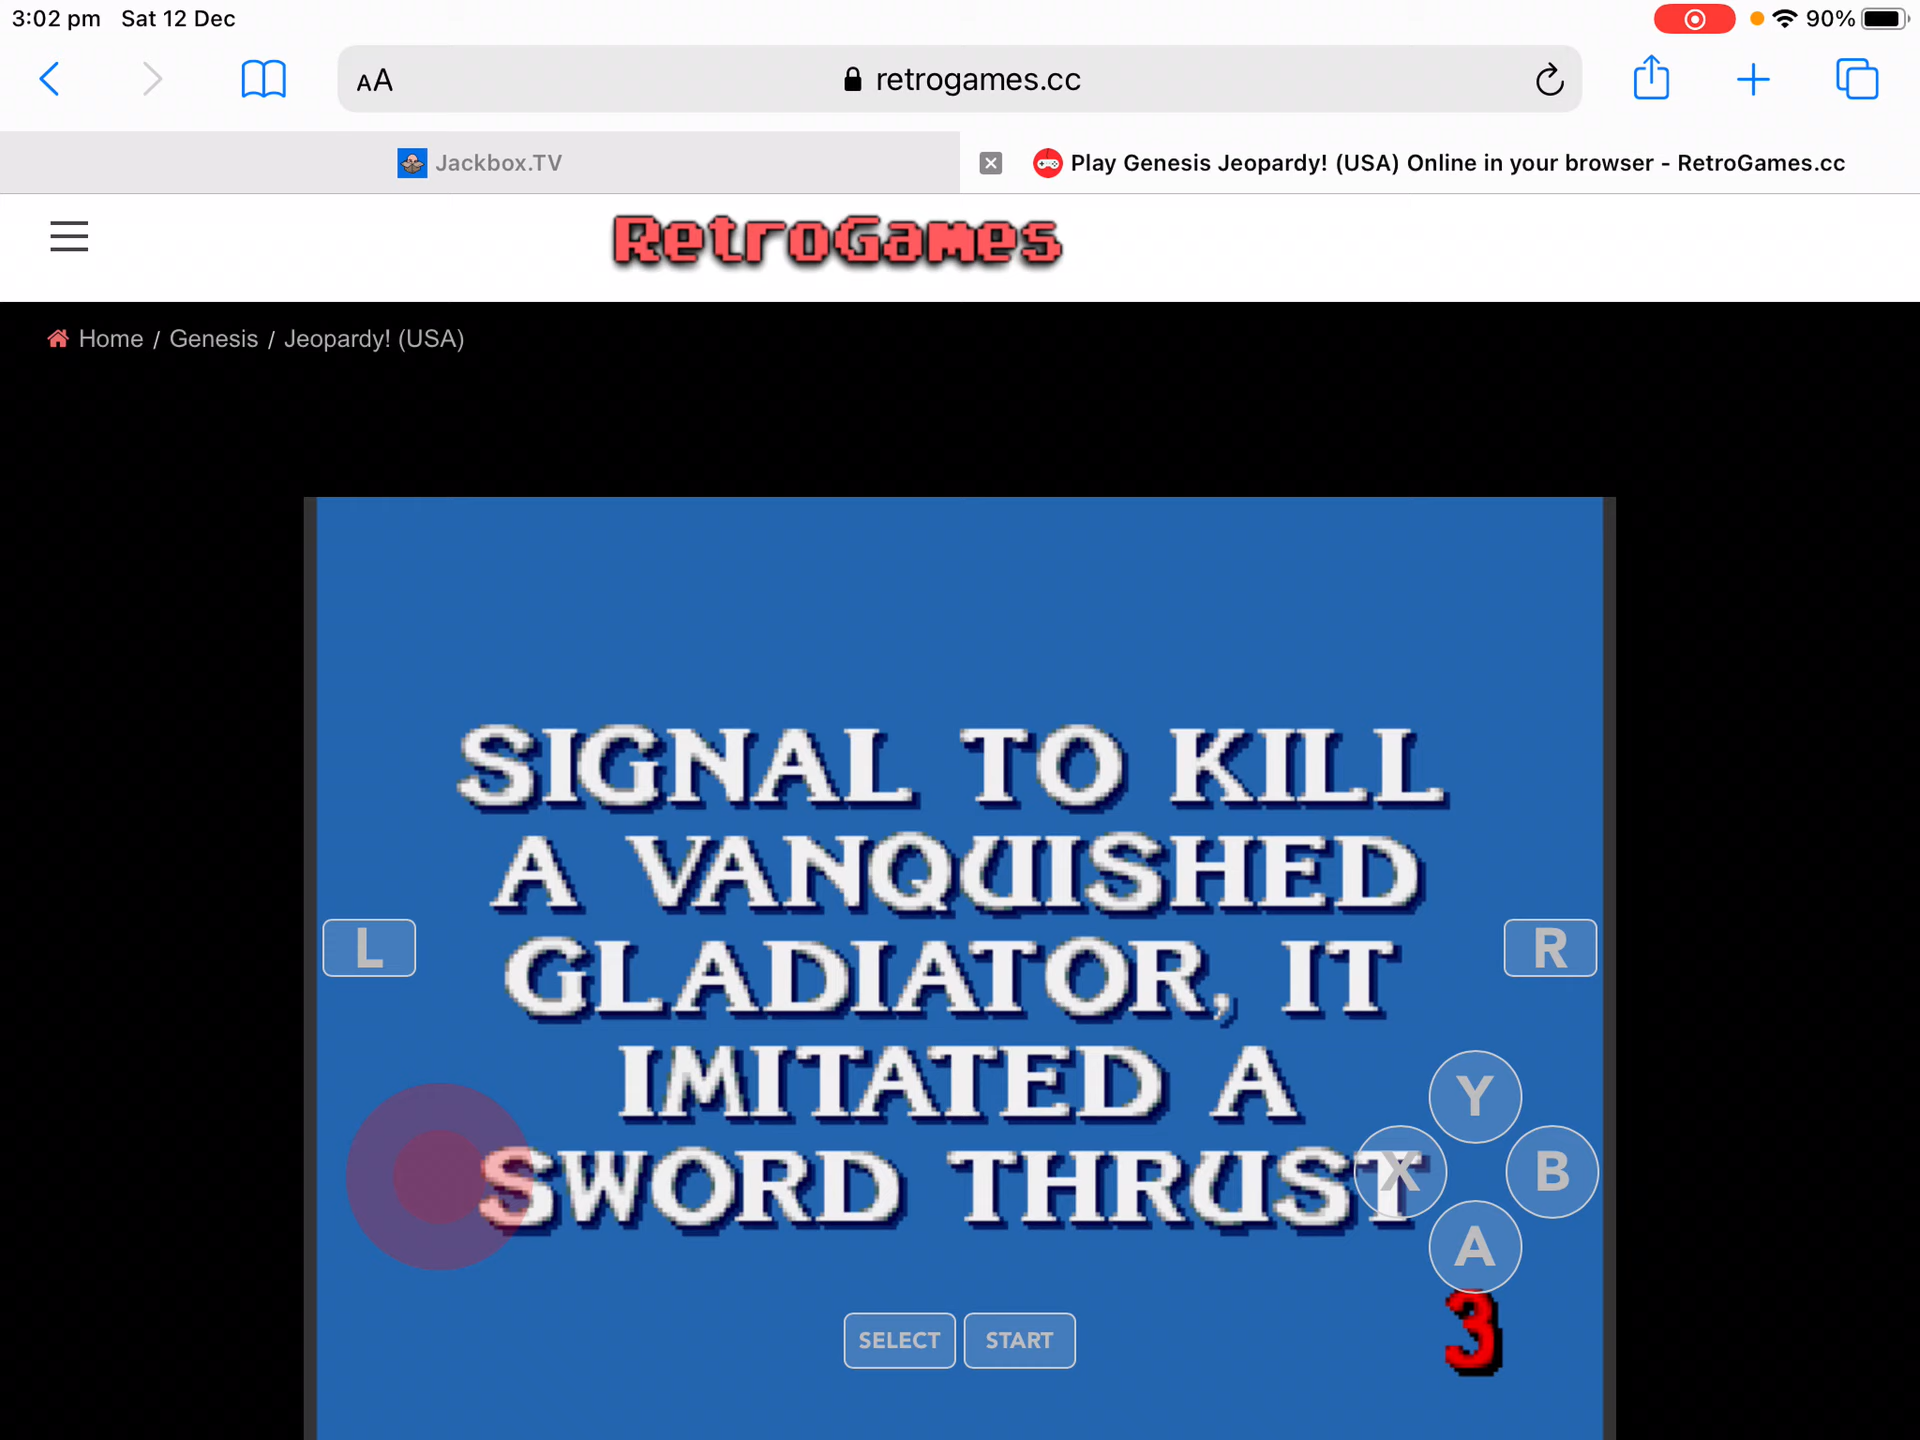 3:02 pm Sat 12 Dec 90%
AA retrogames.cc
Jackbox.TV Play Genesis Jeopardy! (USA) Online in your browser - RetroGames.cc
RetroGames
Home / Genesis / Jeopardy! (USA)
SIGNAL TO KILL
A VANQUISHED
GLADIATOR, IT
IMITATED A
SWORD THRUST
L
R
Y
X
B
A
3
SELECT START